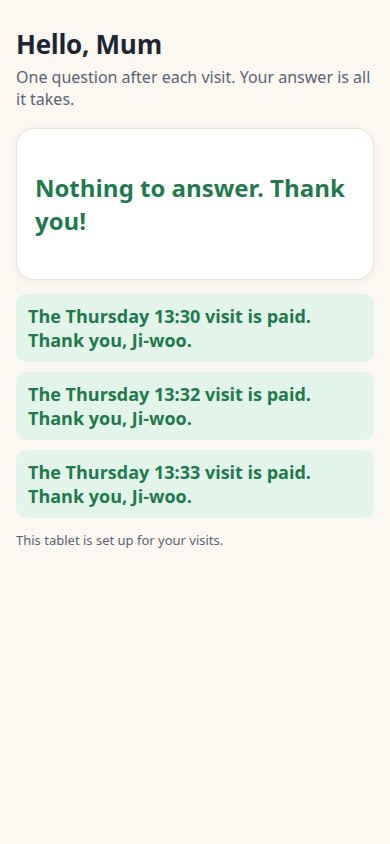 Hello, Mum
One question after each visit. Your answer is all
it takes.
Nothing to answer. Thank
you!
The Thursday 13:30 visit is paid.
Thank you, Ji-woo.
The Thursday 13:32 visit is paid.
Thank you, Ji-woo.
The Thursday 13:33 visit is paid.
Thank you, Ji-woo.
This tablet is set up for your visits.